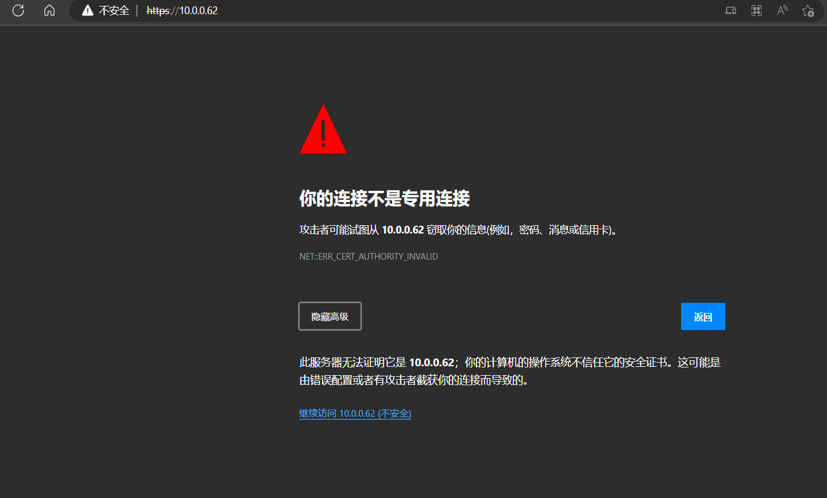 不安全 | https://10.0.0.62
你的连接不是专用连接
攻击者可能试图从 10.0.0.62 窃取你的信息(例如，密码、消息或信用卡)。
NET::ERR_CERT_AUTHORITY_INVALID
隐藏高级
返回
此服务器无法证明它是 10.0.0.62；你的计算机的操作系统不信任它的安全证书。这可能是
由错误配置或者有攻击者截获你的连接而导致的。
继续访问 10.0.0.62 (不安全)